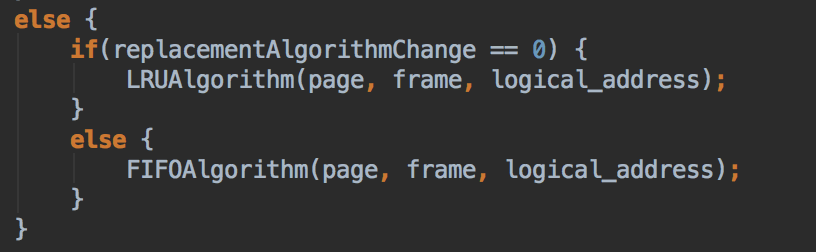 else {
    if(replacementAlgorithmChange == 0) {
        LRUAlgorithm(page, frame, logical_address);
    }
    else {
        FIFOAlgorithm(page, frame, logical_address);
    }
}